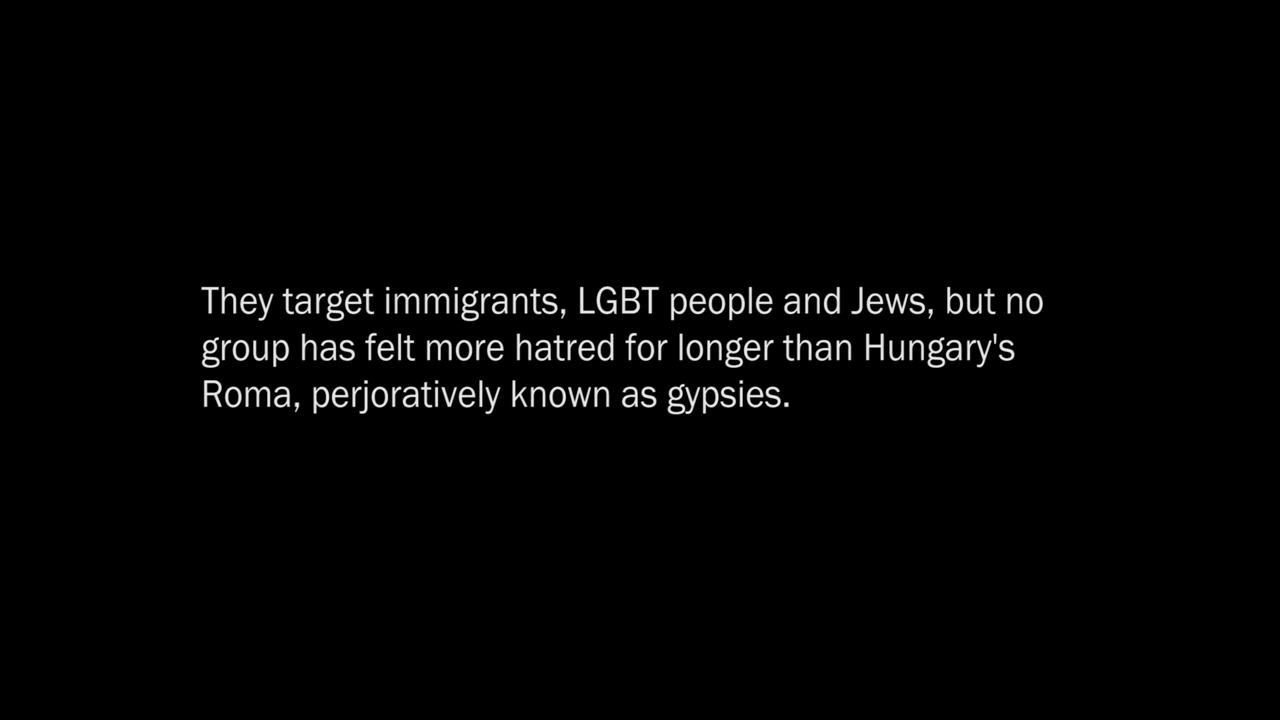 They target immigrants, LGBT people and Jews, but no
group has felt more hatred for longer than Hungary's
Roma, perjoratively known as gypsies.